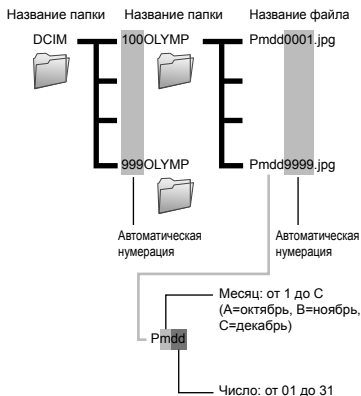 Название папки Название папки Название файла
DCIM 100OLYMP Pmdd0001.jpg
999OLYMP Pmdd9999.jpg
Автоматическая нумерация
Автоматическая нумерация
Месяц: от 1 до C
(A=октябрь, B=ноябрь,
C=декабрь)
Pmdd
Число: от 01 до 31